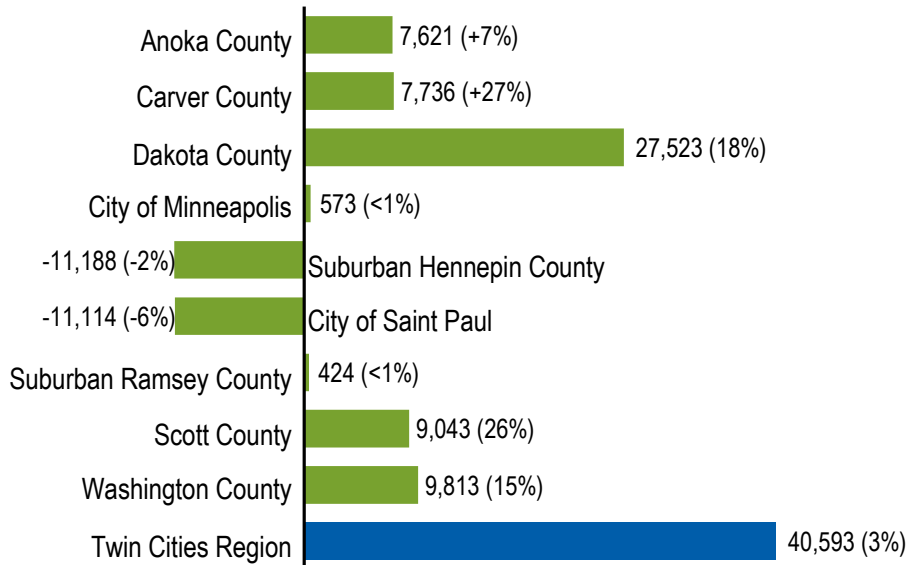 Anoka County 7,621 (+7%)
Carver County 7,736 (+27%)
Dakota County 27,523 (18%)
City of Minneapolis 573 (<1%)
-11,188 (-2%) Suburban Hennepin County
-11,114 (-6%) City of Saint Paul
Suburban Ramsey County 424 (<1%)
Scott County 9,043 (26%)
Washington County 9,813 (15%)
Twin Cities Region 40,593 (3%)